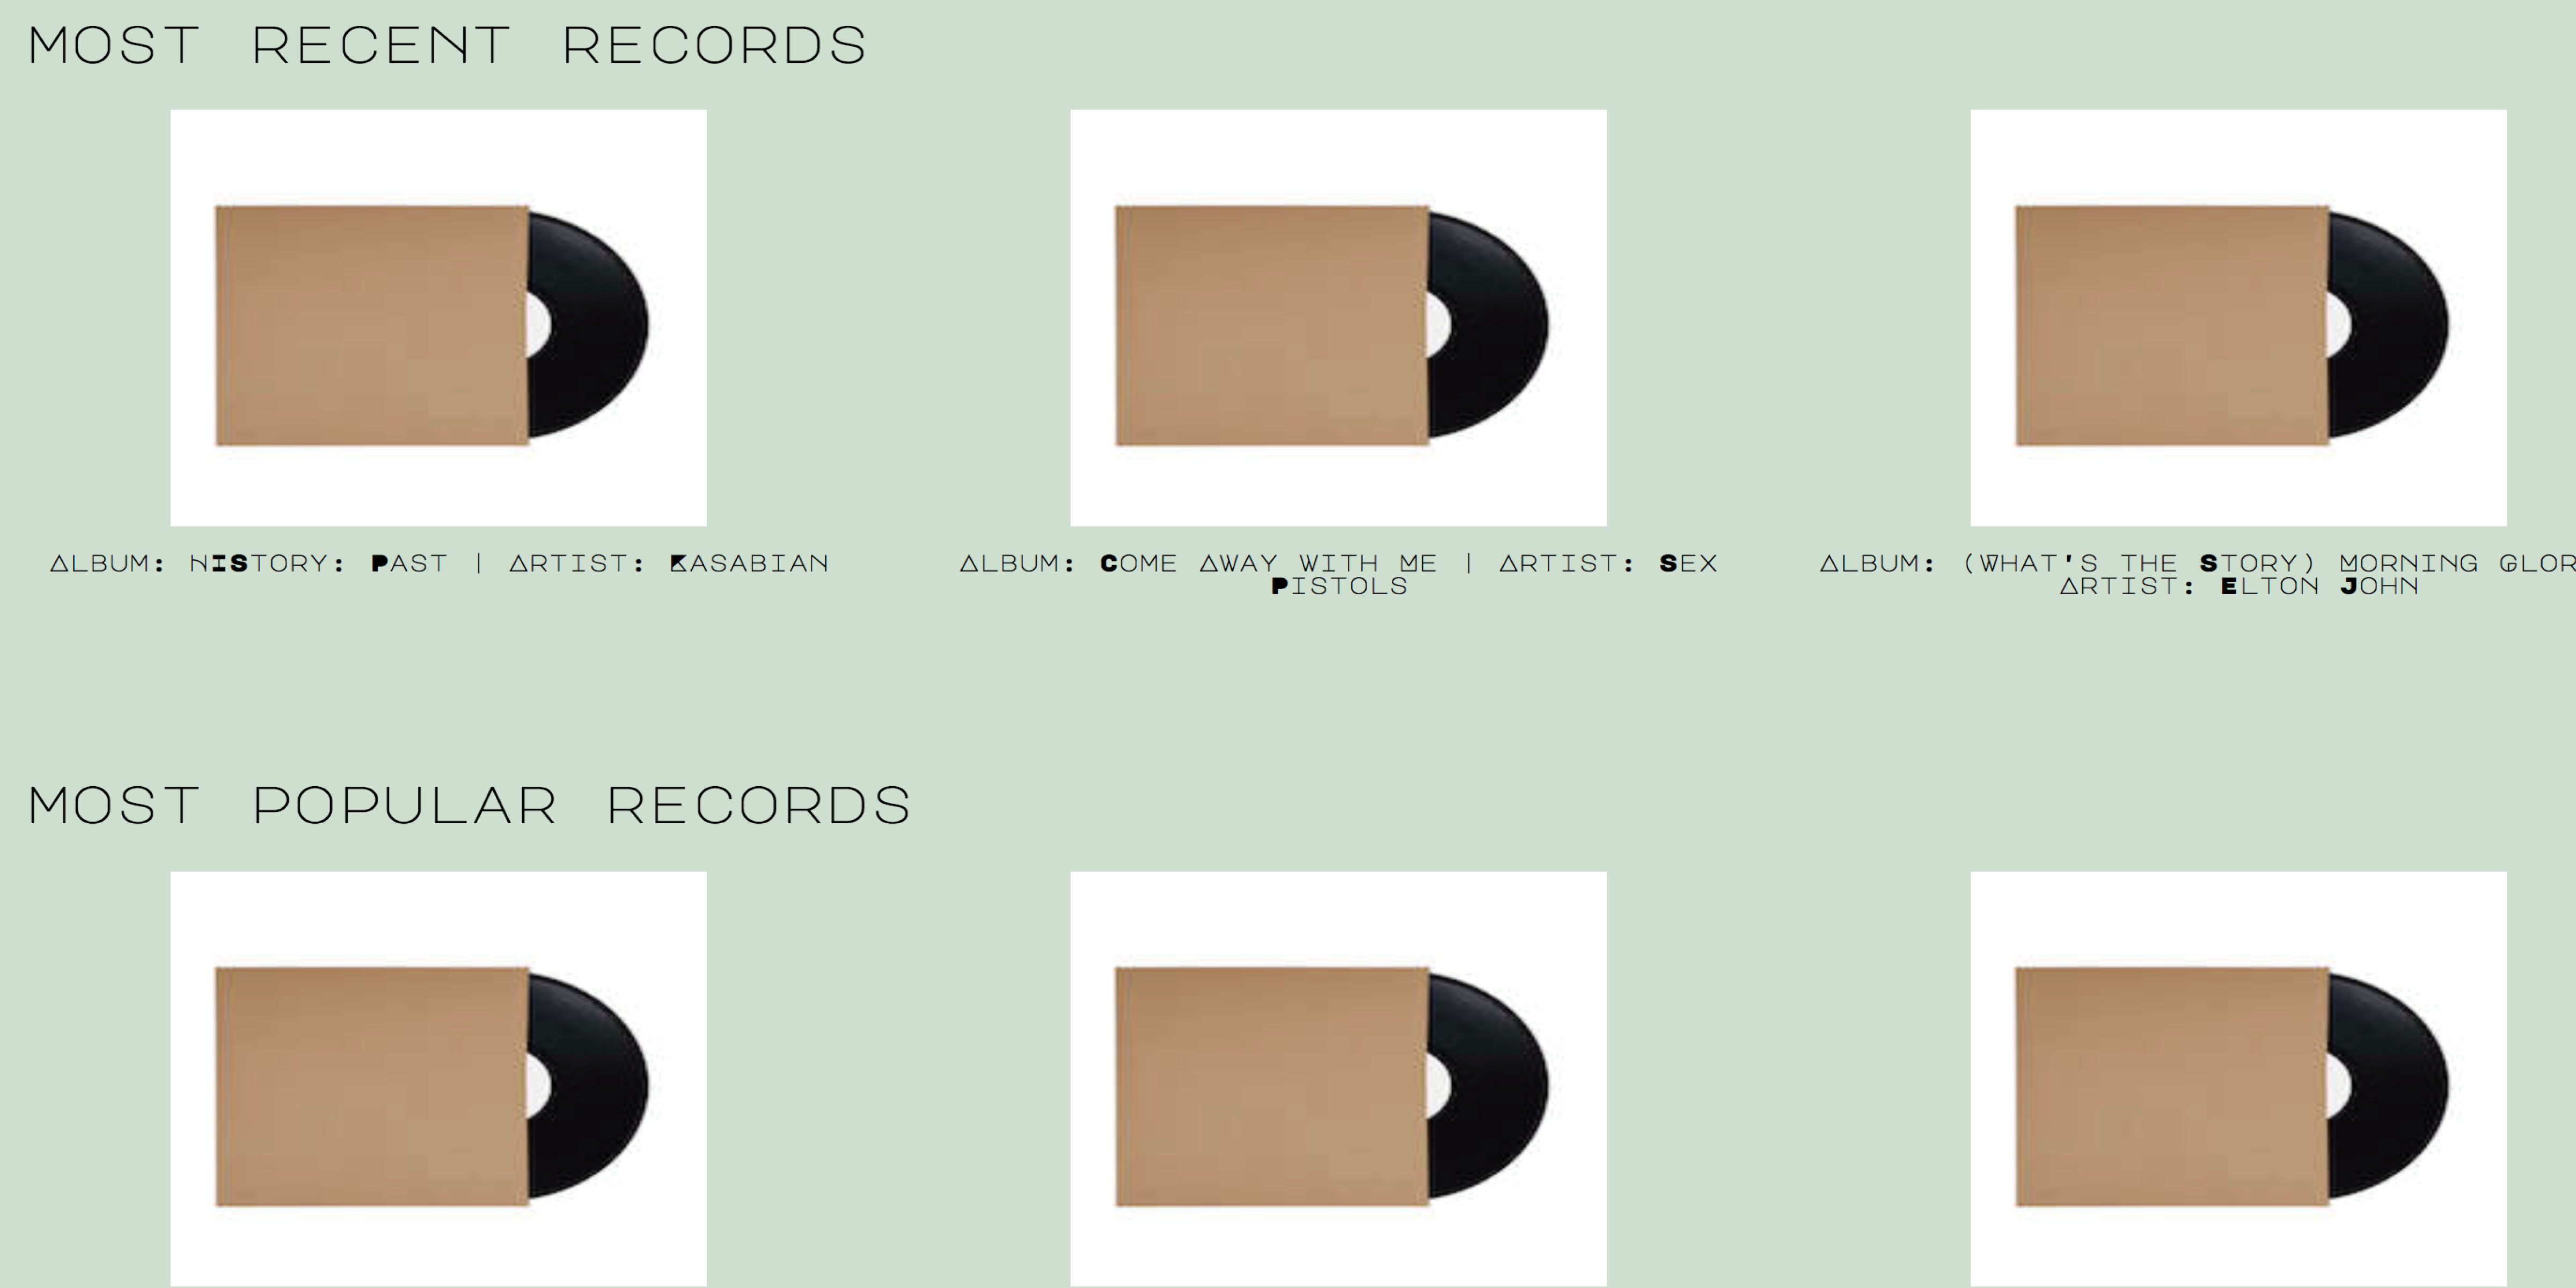 MOST RECENT RECORDS
ALBUM: HISTORY: PAST | ARTIST: KASABIAN
ALBUM: COME AWAY WITH ME | ARTIST: SEX
PISTOLS
ALBUM: (WHAT'S THE STORY) MORNING GLOR
ARTIST: ELTON JOHN
MOST POPULAR RECORDS